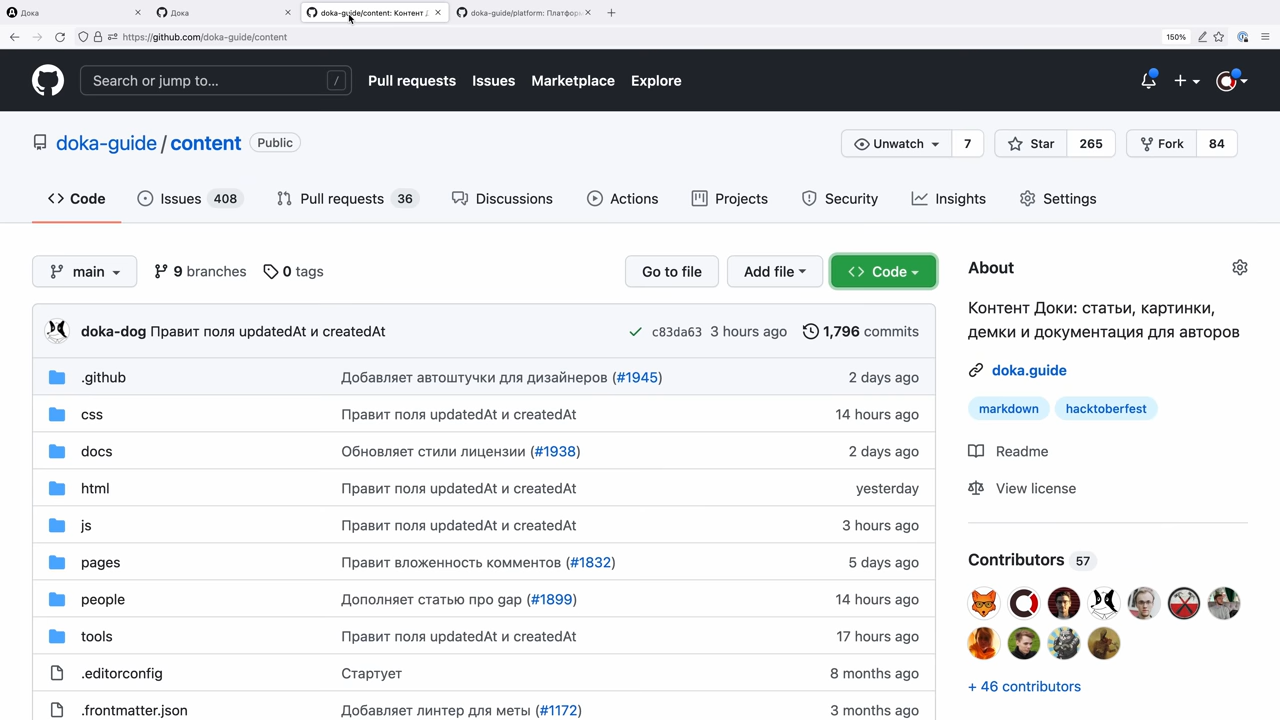 Дока
Дока
doka-guide/content: Контент Д
doka-guide/platform: Платфор
https://github.com/doka-guide/content
150%
Search or jump to...
/
Pull requests
Issues
Marketplace
Explore
doka-guide / content
Public
Unwatch 7
Star 265
Fork 84
Code
Issues 408
Pull requests 36
Discussions
Actions
Projects
Security
Insights
Settings
main
9 branches
0 tags
Go to file
Add file
Code
doka-dog Правит поля updatedAt и createdAt c83da63 3 hours ago 1,796 commits
.github Добавляет автоштучки для дизайнеров (#1945) 2 days ago
css Правит поля updatedAt и createdAt 14 hours ago
docs Обновляет стили лицензии (#1938) 2 days ago
html Правит поля updatedAt и createdAt yesterday
js Правит поля updatedAt и createdAt 3 hours ago
pages Правит вложенность комментов (#1832) 5 days ago
people Дополняет статью про gap (#1899) 14 hours ago
tools Правит поля updatedAt и createdAt 17 hours ago
.editorconfig Стартует 8 months ago
.frontmatter.json Добавляет линтер для меты (#1172) 3 months ago
About
Контент Доки: статьи, картинки,
демки и документация для авторов
doka.guide
markdown hacktoberfest
Readme
View license
Contributors 57
+ 46 contributors